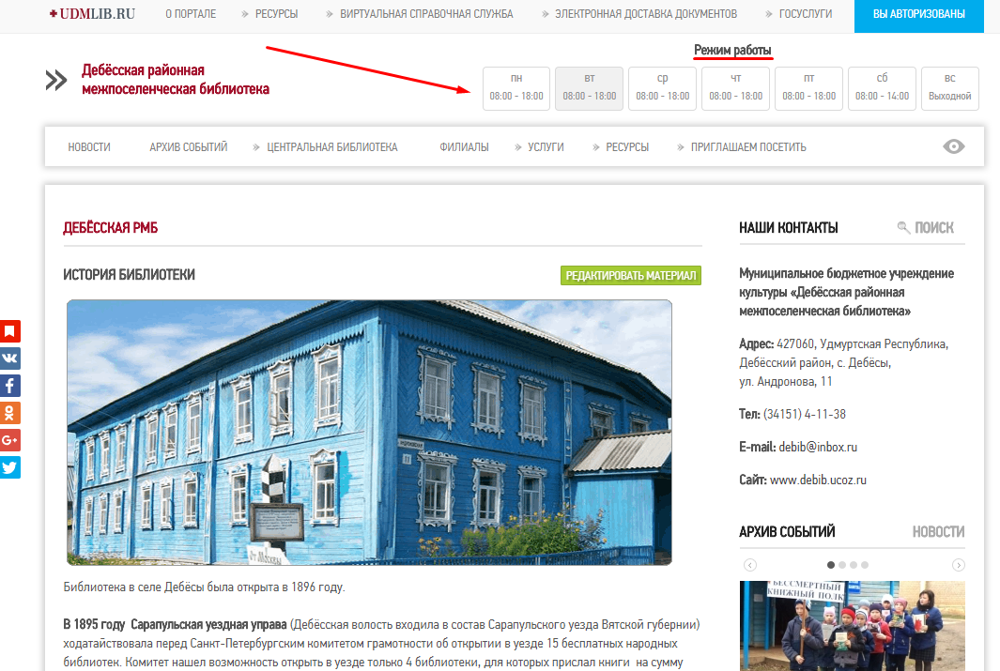 UDMLIB.RU О ПОРТАЛЕ РЕСУРСЫ ВИРТУАЛЬНАЯ СПРАВОЧНАЯ СЛУЖБА ЭЛЕКТРОННАЯ ДОСТАВКА ДОКУМЕНТОВ ГОСУСЛУГИ ВЫ АВТОРИЗОВАНЫ
Режим работы
Дебёсская районная
межпоселенческая библиотека
пн вт ср чт пт сб вс
08:00 - 18:00 08:00 - 18:00 08:00 - 18:00 08:00 - 18:00 08:00 - 18:00 08:00 - 14:00 Выходной
НОВОСТИ АРХИВ СОБЫТИЙ ЦЕНТРАЛЬНАЯ БИБЛИОТЕКА ФИЛИАЛЫ УСЛУГИ РЕСУРСЫ ПРИГЛАШАЕМ ПОСЕТИТЬ
ДЕБЁССКАЯ РМБ
ИСТОРИЯ БИБЛИОТЕКИ РЕДАКТИРОВАТЬ МАТЕРИАЛ
От Москвы
Библиотека в селе Дебёсы была открыта в 1896 году.
В 1895 году Сарапульская уездная управа (Дебёсская волость входила в состав Сарапульского уезда Вятской губернии)
ходатайствовала перед Санкт-Петербургским комитетом грамотности об открытии в уезде 15 бесплатных народных
библиотек. Комитет нашел возможность открыть в уезде только 4 библиотеки, для которых прислал книги на сумму
НАШИ КОНТАКТЫ ПОИСК
Муниципальное бюджетное учреждение
культуры «Дебёсская районная
межпоселенческая библиотека»
Адрес: 427060, Удмуртская Республика,
Дебёсский район, с. Дебёсы,
ул. Андронова, 11
Тел: (34151) 4-11-38
E-mail: debib@inbox.ru
Сайт: www.debib.ucoz.ru
АРХИВ СОБЫТИЙ НОВОСТИ
БЕССМЕРТНЫЙ
КНИЖНЫЙ ПОЛК